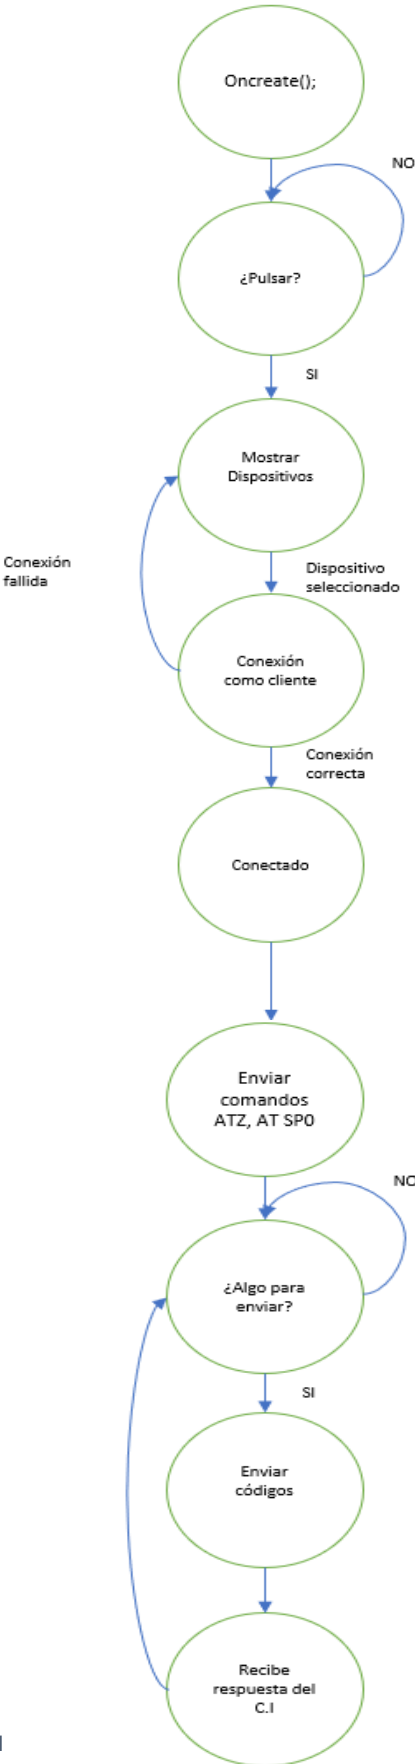 Oncreate();
NO
¿Pulsar?
SI
Mostrar
Dispositivos
Conexión
fallida
Dispositivo
seleccionado
Conexión
como cliente
Conexión
correcta
Conectado
Enviar
comandos
ATZ, AT SP0
NO
¿Algo para
enviar?
SI
Enviar
códigos
Recibe
respuesta del
C.I